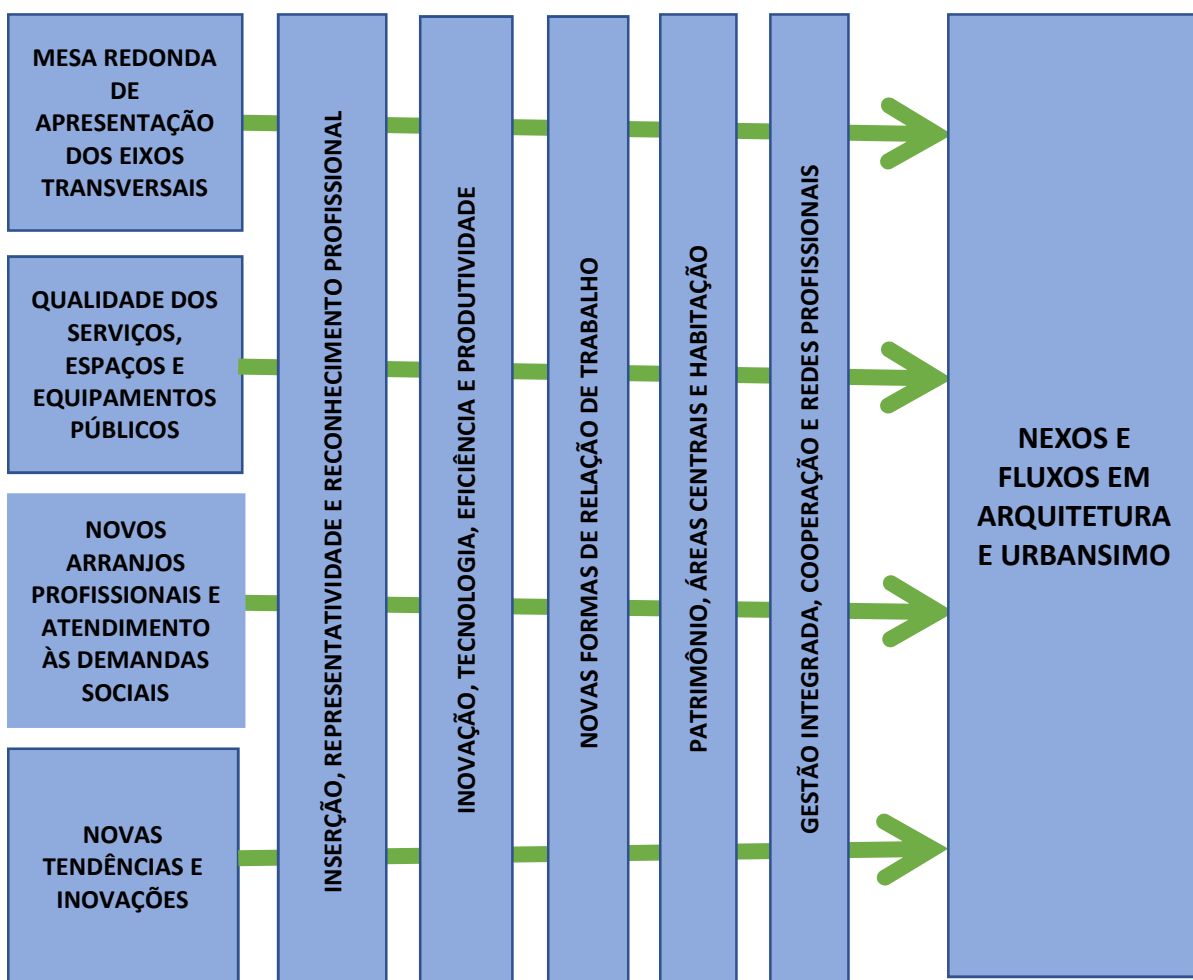 MESA REDONDA
DE
APRESENTAÇÃO
DOS EIXOS
TRANSVERSAIS
QUALIDADE DOS
SERVIÇOS,
ESPAÇOS E
EQUIPAMENTOS
PÚBLICOS
NOVOS
ARRANJOS
PROFISSIONAIS E
ATENDIMENTO
ÀS DEMANDAS
SOCIAIS
NOVAS
TENDÊNCIAS E
INOVAÇÕES
INSERÇÃO, REPRESENTATIVIDADE E RECONHECIMENTO PROFISSIONAL
INOVAÇÃO, TECNOLOGIA, EFICIÊNCIA E PRODUTIVIDADE
NOVAS FORMAS DE RELAÇÃO DE TRABALHO
PATRIMÔNIO, ÁREAS CENTRAIS E HABITAÇÃO
GESTÃO INTEGRADA, COOPERAÇÃO E REDES PROFISSIONAIS
NEXOS E
FLUXOS EM
ARQUITETURA
E URBANSIMO